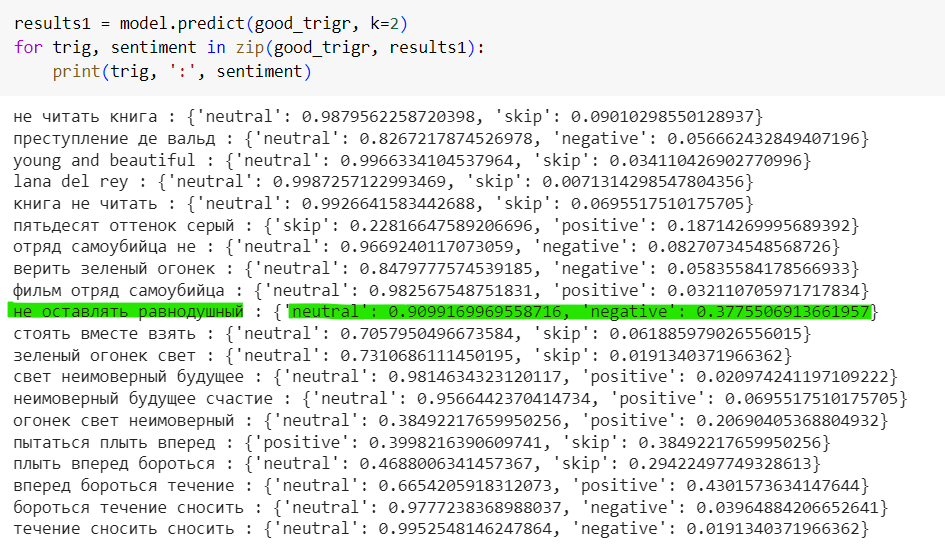 results1 = model.predict(good_trigr, k=2)
for trig, sentiment in zip(good_trigr, results1):
    print(trig, ':', sentiment)
не читать книга : {'neutral': 0.9879562258720398, 'skip': 0.09010298550128937}
преступление де вальд : {'neutral': 0.8267217874526978, 'negative': 0.056662432849407196}
young and beautiful : {'neutral': 0.9966334104537964, 'skip': 0.034110426902770996}
lana del rey : {'neutral': 0.9987257122993469, 'skip': 0.0071314298547804356}
книга не читать : {'neutral': 0.9926641583442688, 'skip': 0.0695517510175705}
пятьдесят оттенок серый : {'skip': 0.22816647589206696, 'positive': 0.18714269995689392}
отряд самоубийца не : {'neutral': 0.9669240117073059, 'negative': 0.08270734548568726}
верить зеленый огонек : {'neutral': 0.8479777574539185, 'negative': 0.05835584178566933}
фильм отряд самоубийца : {'neutral': 0.982567548751831, 'positive': 0.032110705971717834}
не оставлять равнодушный : {'neutral': 0.9099169969558716, 'negative': 0.3775506913661957}
стоять вместе взять : {'neutral': 0.7057950496673584, 'skip': 0.061885979026556015}
зеленый огонек свет : {'neutral': 0.7310686111450195, 'skip': 0.0191340371966362}
свет неимоверный будущее : {'neutral': 0.9814634323120117, 'positive': 0.020974241197109222}
неимоверный будущее счастие : {'neutral': 0.9566442370414734, 'positive': 0.0695517510175705}
огонек свет неимоверный : {'neutral': 0.38492217659950256, 'positive': 0.20690405368804932}
пытаться плыть вперед : {'positive': 0.3998216390609741, 'skip': 0.38492217659950256}
плыть вперед бороться : {'neutral': 0.4688006341457367, 'skip': 0.29422497749328613}
вперед бороться течение : {'neutral': 0.6654205918312073, 'positive': 0.4301573634147644}
бороться течение сносить : {'neutral': 0.9777238368988037, 'negative': 0.03964884206652641}
течение сносить сносить : {'neutral': 0.9952548146247864, 'negative': 0.0191340371966362}